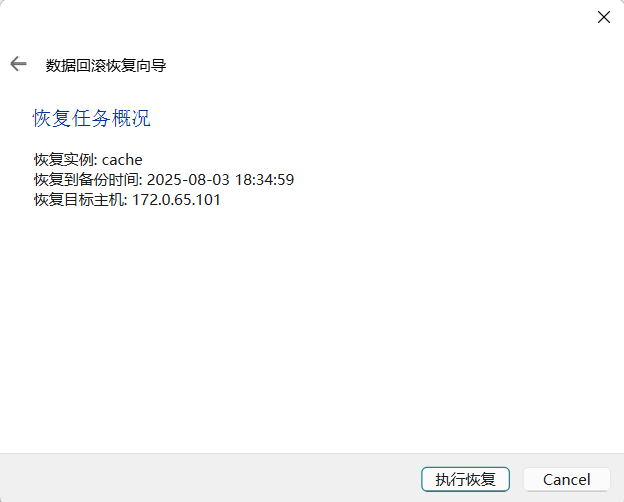 数据回滚恢复向导
恢复任务概况
恢复实例: cache
恢复到备份时间: 2025-08-03 18:34:59
恢复目标主机: 172.0.65.101
执行恢复
Cancel